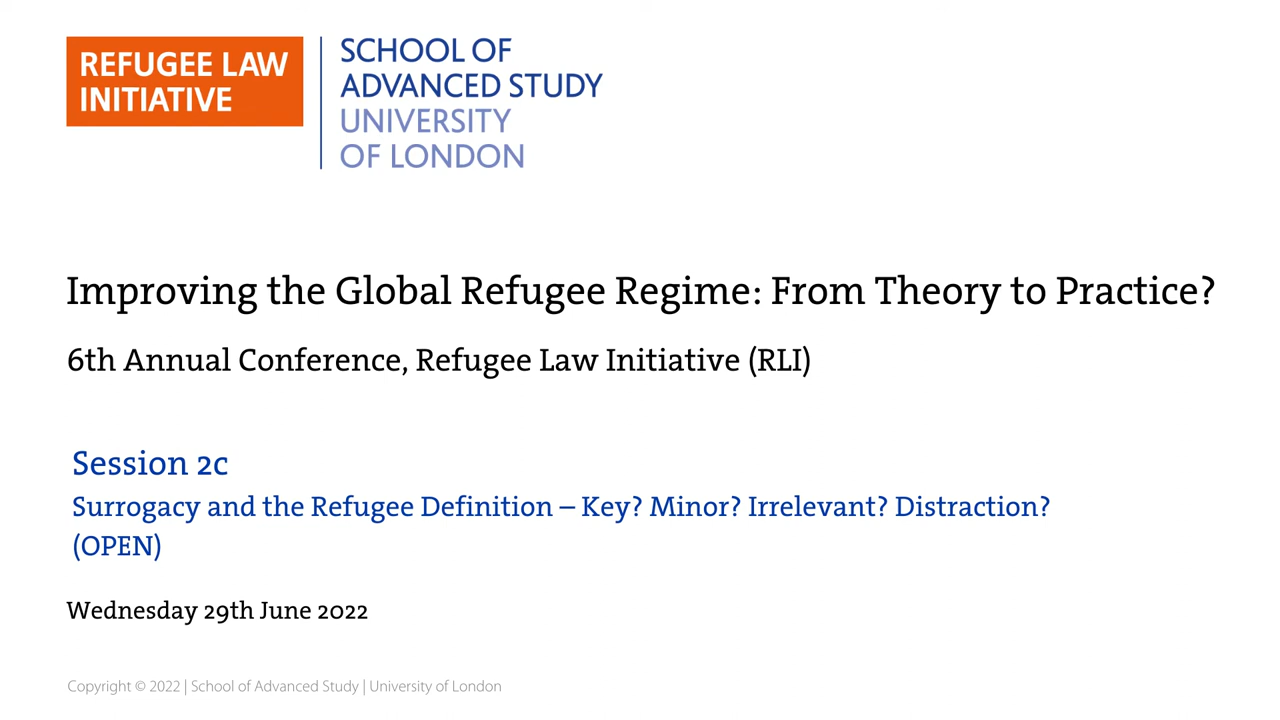 REFUGEE LAW
INITIATIVE
SCHOOL OF
ADVANCED STUDY
UNIVERSITY
OF LONDON
Improving the Global Refugee Regime: From Theory to Practice?
6th Annual Conference, Refugee Law Initiative (RLI)
Session 2c
Surrogacy and the Refugee Definition – Key? Minor? Irrelevant? Distraction?
(OPEN)
Wednesday 29th June 2022
Copyright © 2022 | School of Advanced Study | University of London